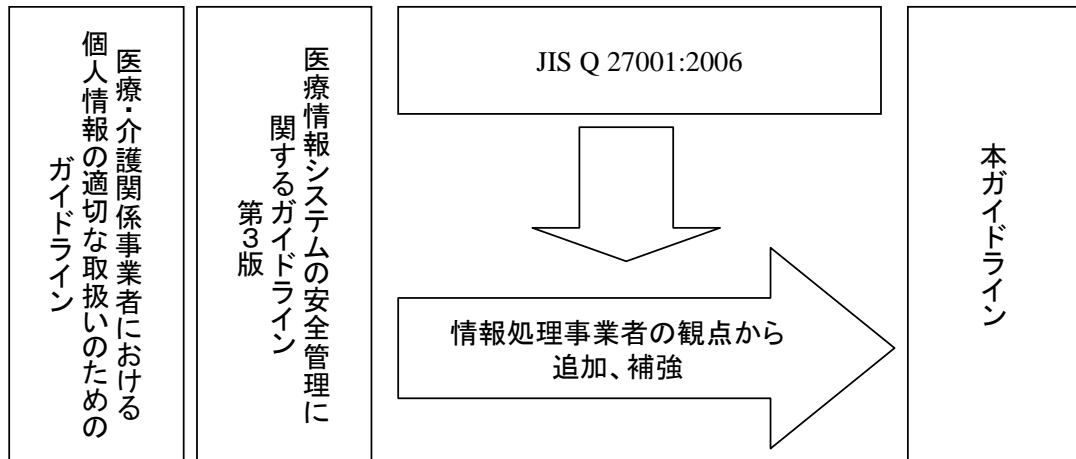 医療・介護関係事業者における
個人情報の適切な取扱いのための
ガイドライン
医療情報システムの安全管理に
関するガイドライン
第3版
JIS Q 27001:2006
情報処理事業者の観点から
追加、補強
本ガイドライン